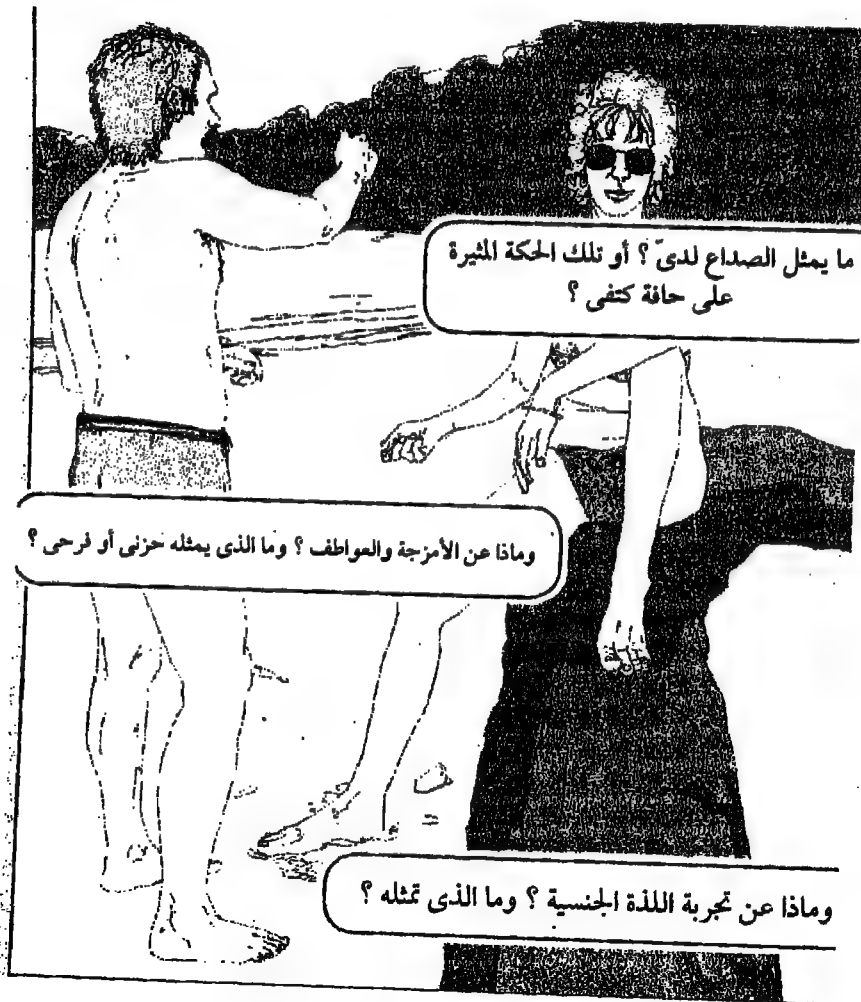 ما يمثل الصداع لدىّ ؟ أو تلك الحكة المثيرة
على حافة كتفى ؟
وماذا عن الأمزجة والعواطف ؟ وما الذى يمثله حزنى أو فرحى ؟
وماذا عن تجربة اللذة الجنسية ؟ وما الذى تمثله ؟